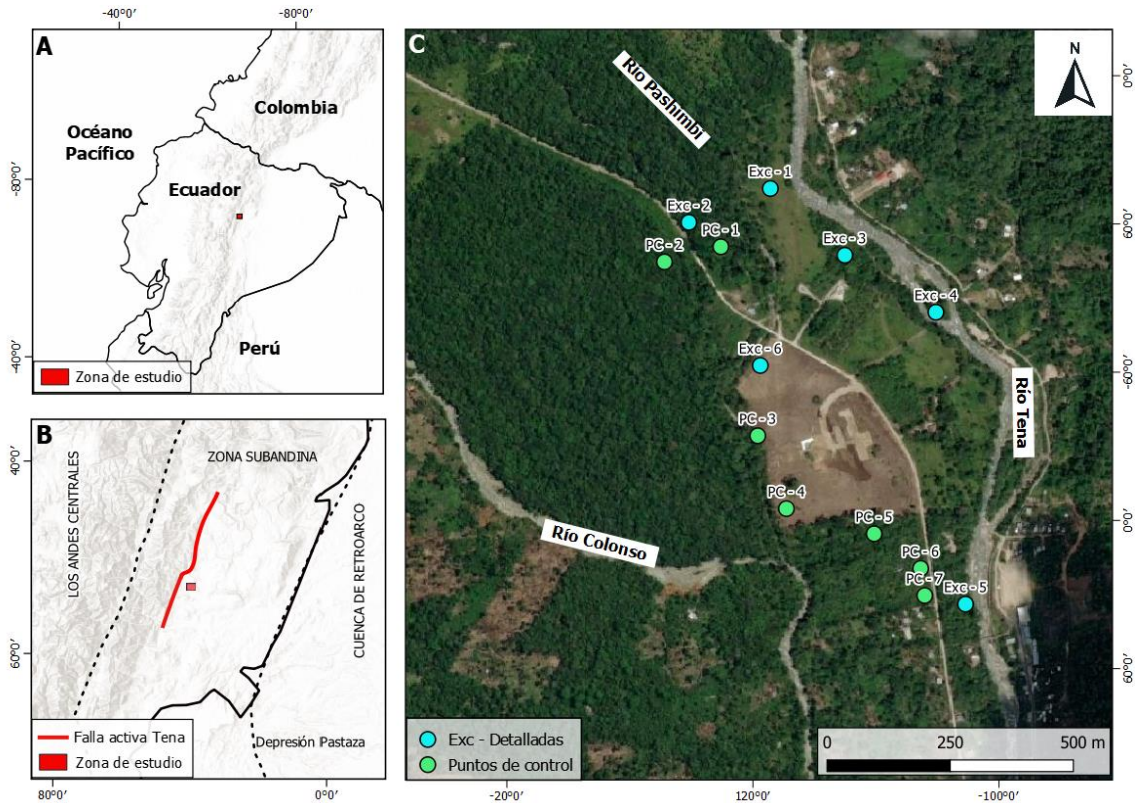 -40°0'
-80°0'
A
Colombia
Océano
Pacífico
Ecuador
Perú
-80°0'
-40°0'
Zona de estudio
B
ZONA SUBANDINA
LOS ANDES CENTRALES
CUENCA DE RETROARCO
Depresión Pastaza
40°0'
60°0'
Falla activa Tena
Zona de estudio
80°0'
0°0'
C
N
Río Pashimbi
Exc - 1
Exc - 2
PC - 1
PC - 2
Exc - 3
Exc - 4
Exc - 6
Río Tena
PC - 3
PC - 4
PC - 5
Río Colonso
PC - 6
PC - 7
Exc - 5
Exc - Detalladas
Puntos de control
0
250
500 m
0°0'
60°0'
-60°0'
0°0'
60°0'
-20°0'
120°0'
-100°0'